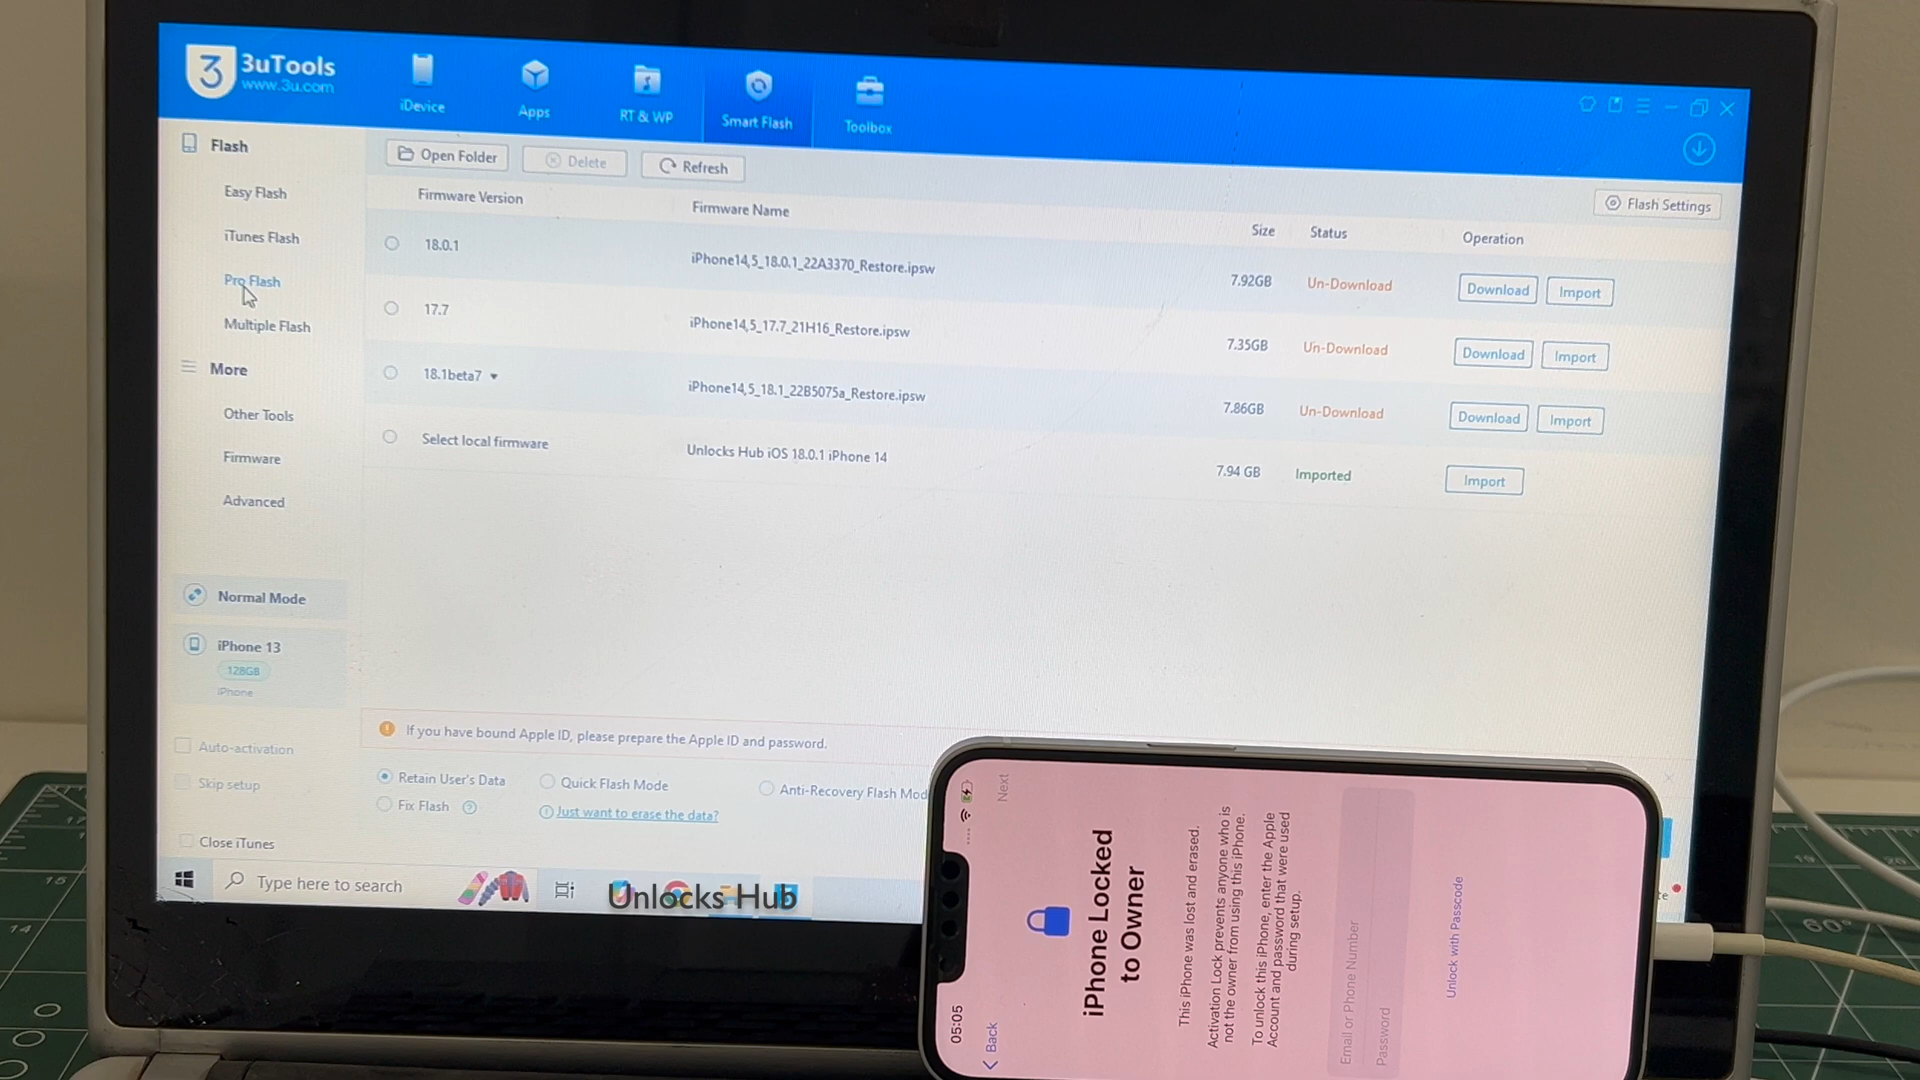 3uTools
www.3u.com
iDevice
Apps
RT & WP
Smart Flash
Toolbox
Flash
Easy Flash
iTunes Flash
Pro Flash
Multiple Flash
More
Other Tools
Firmware
Advanced
Normal Mode
iPhone 13
128GB
iPhone
Auto-activation
Skip setup
Close iTunes
Open Folder
Delete
Refresh
Flash Settings
Firmware Version Firmware Name Size Status Operation
18.0.1 iPhone14,5_18.0.1_22A3370_Restore.ipsw 7.92GB Un-Download Download Import
17.7 iPhone14,5_17.7_21H16_Restore.ipsw 7.35GB Un-Download Download Import
18.1beta7 iPhone14,5_18.1_22B5075a_Restore.ipsw 7.86GB Un-Download Download Import
Select local firmware Unlocks Hub iOS 18.0.1 iPhone 14 7.94 GB Imported Import
If you have bound Apple ID, please prepare the Apple ID and password.
Retain User's Data Quick Flash Mode Anti-Recovery Flash Mod
Fix Flash Just want to erase the data?
Type here to search
Unlocks Hub
05:05
Back
Next
iPhone Locked
to Owner
This iPhone was lost and erased.
Activation Lock prevents anyone who is
not the owner from using this iPhone.
To unlock this iPhone, enter the Apple
Account and password that were used
during setup.
Email or Phone Number
Password
Unlock with Passcode
15
14
60°